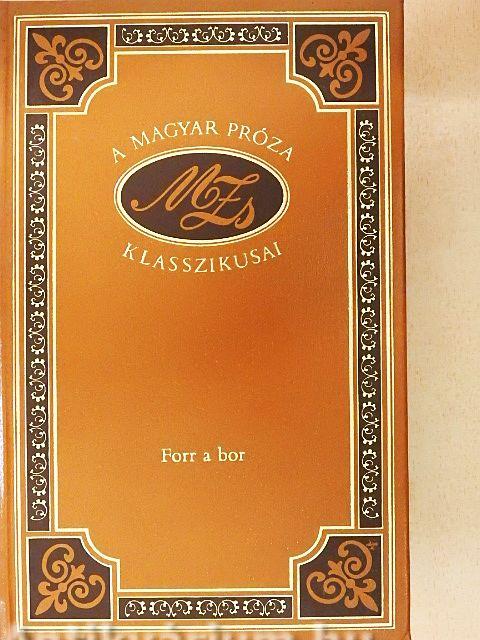 A MAGYAR PRÓZA
MZs
KLASSZIKUSAI
Forr a bor